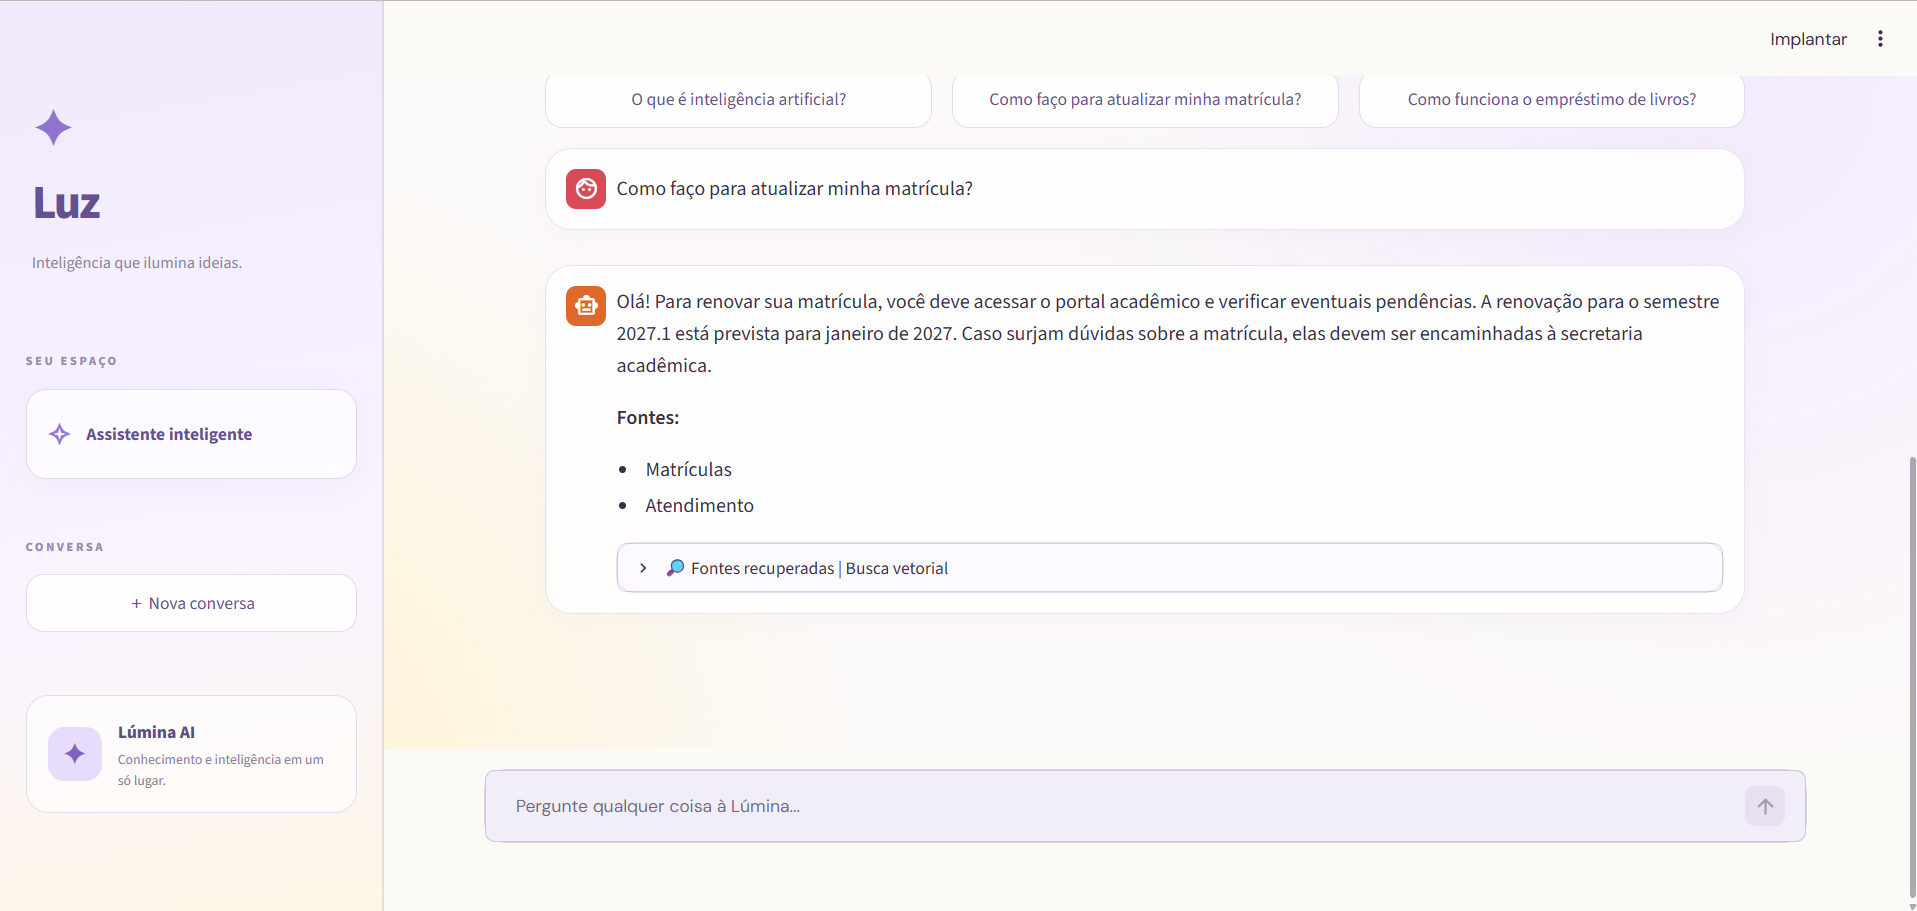 Luz
Inteligência que ilumina ideias.
SEU ESPAÇO
Assistente inteligente
CONVERSA
+ Nova conversa
Lúmina AI
Conhecimento e inteligência em um
só lugar.
Implantar
O que é inteligência artificial?
Como faço para atualizar minha matrícula?
Como funciona o empréstimo de livros?
Como faço para atualizar minha matrícula?
Olá! Para renovar sua matrícula, você deve acessar o portal acadêmico e verificar eventuais pendências. A renovação para o semestre
2027.1 está prevista para janeiro de 2027. Caso surjam dúvidas sobre a matrícula, elas devem ser encaminhadas à secretaria
acadêmica.
Fontes:
Matrículas
Atendimento
Fontes recuperadas | Busca vetorial
Pergunte qualquer coisa à Lúmina...